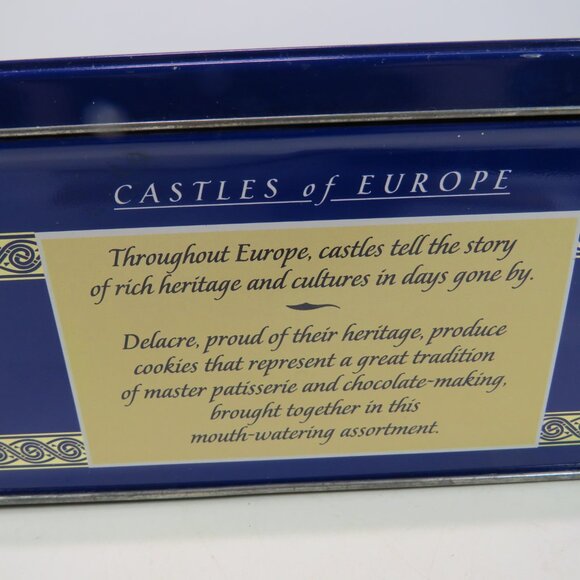 CASTLES of EUROPE
Throughout Europe, castles tell the story
of rich heritage and cultures in days gone by.
Delacre, proud of their heritage, produce
cookies that represent a great tradition
of master patisserie and chocolate-making,
brought together in this
mouth-watering assortment.